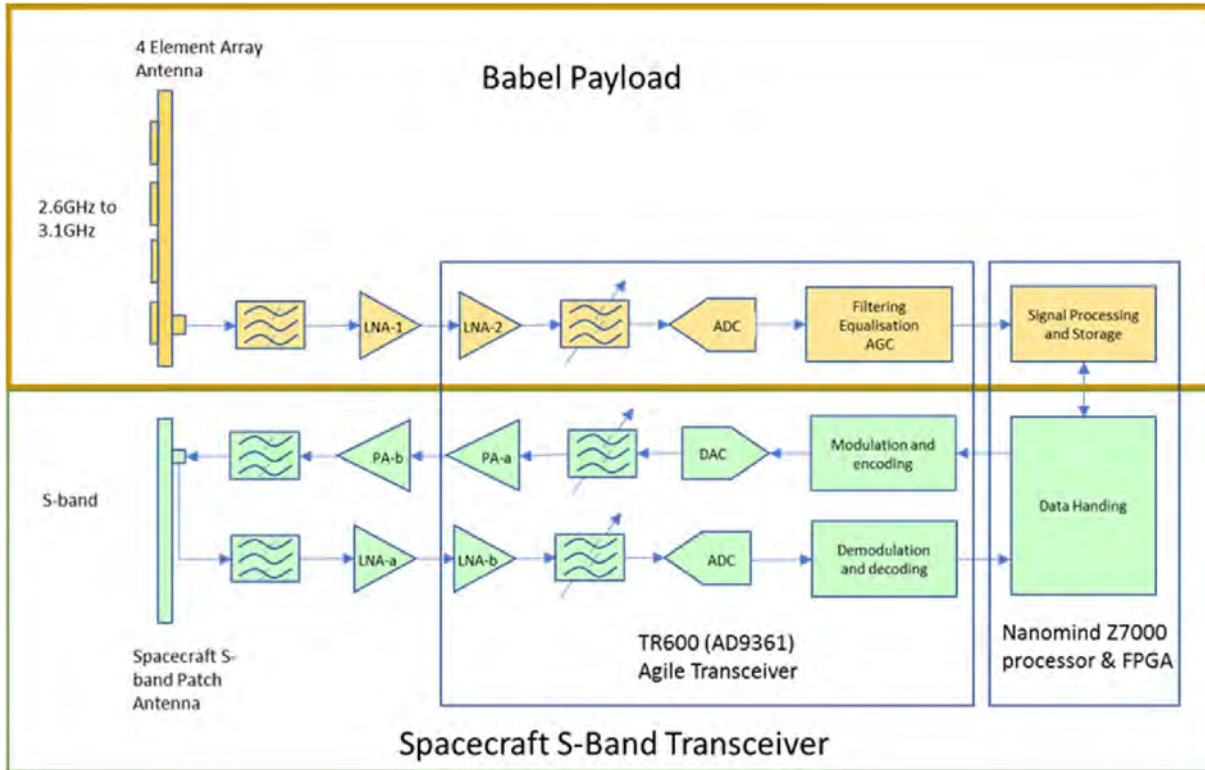 4 Element Array
Antenna
Babel Payload
2.6GHz to
3.1GHz
LNA-1
LNA-2
ADC
Filtering
Equalisation
AGC
Signal Processing
and Storage
S-band
PA-b
PA-a
DAC
Modulation and
encoding
Data Handing
LNA-a
LNA-b
ADC
Demodulation
and decoding
Spacecraft S-
band Patch
Antenna
TR600 (AD9361)
Agile Transceiver
Nanomind Z7000
processor & FPGA
Spacecraft S-Band Transceiver